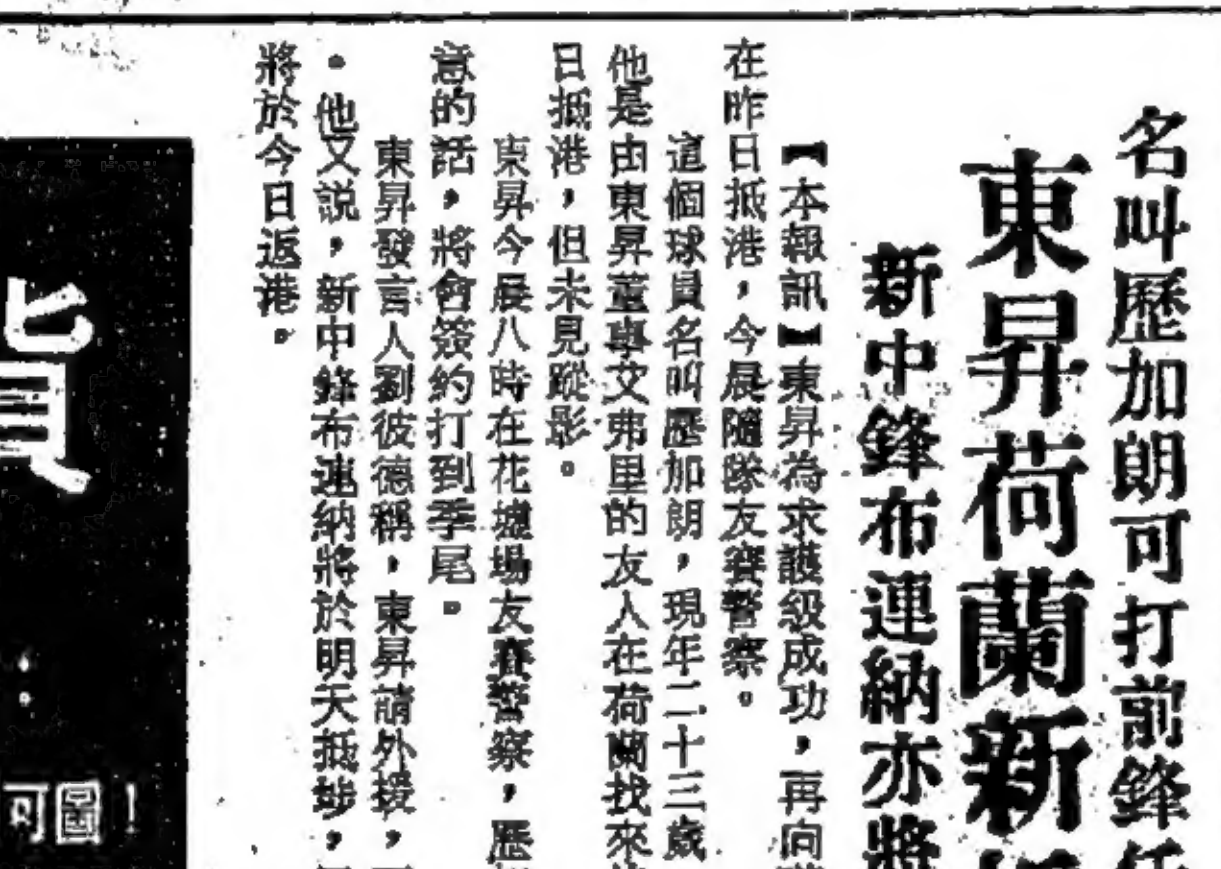 名叫歷加朗可打前鋒
東昇荷蘭新
新中鋒布連納亦將
【本報訊】東昇為求護級成功，再向
在昨日抵港，今晨隨隊友賽警察。
這個球員名叫歷加朗，現年二十三歲
他是由東昇董事艾弗里的友人在荷蘭找來
日抵港，但未見蹤影。
東昇今晨八時在花墟場友賽警察，歷
意的話，將會簽約打到季尾。
東昇發言人劉彼德稱，東昇請外援，
。他又説，新中鋒布連納將於明天抵埗，
將於今日返港。
可圖！